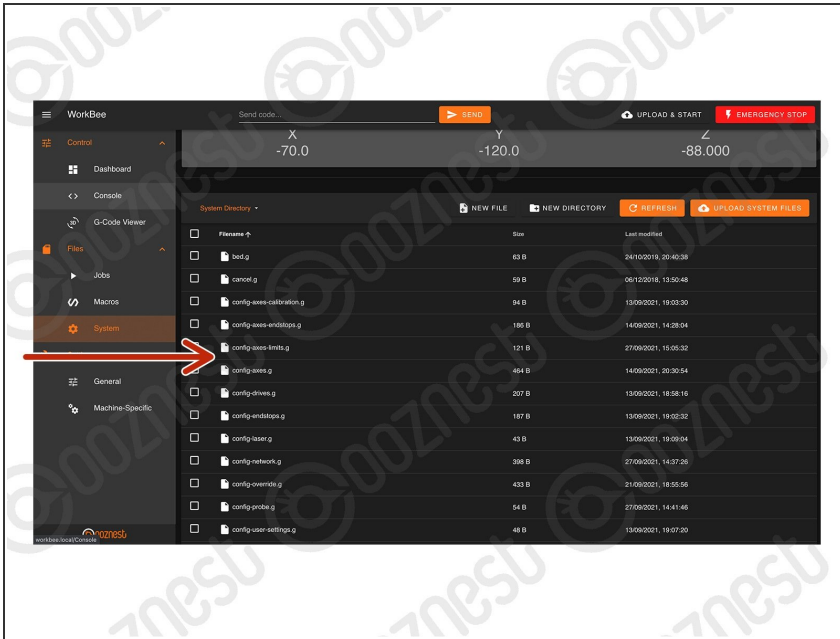 WorkBee Send code... SEND UPLOAD & START EMERGENCY STOP
Control
X Y Z
-70.0 -120.0 -88.000
Dashboard
Console
G-Code Viewer
System Directory NEW FILE NEW DIRECTORY REFRESH UPLOAD SYSTEM FILES
Filename Size Last modified
Files
bed.g 63 B 24/10/2019, 20:40:38
Jobs
cancel.g 59 B 06/12/2018, 13:50:48
Macros
config-axes-calibration.g 94 B 13/09/2021, 19:03:30
System
config-axes-endstops.g 186 B 14/09/2021, 14:28:04
config-axes-limits.g 121 B 27/09/2021, 15:05:32
config-axes.g 464 B 14/09/2021, 20:30:54
General
config-drives.g 207 B 13/09/2021, 18:58:16
Machine-Specific
config-endstops.g 187 B 13/09/2021, 19:02:32
config-laser.g 43 B 13/09/2021, 19:09:04
config-network.g 398 B 27/09/2021, 14:37:26
config-override.g 433 B 21/09/2021, 18:55:56
config-probe.g 54 B 27/09/2021, 14:41:46
config-user-settings.g 48 B 13/09/2021, 19:07:20
ooznest
workbee.local/Console